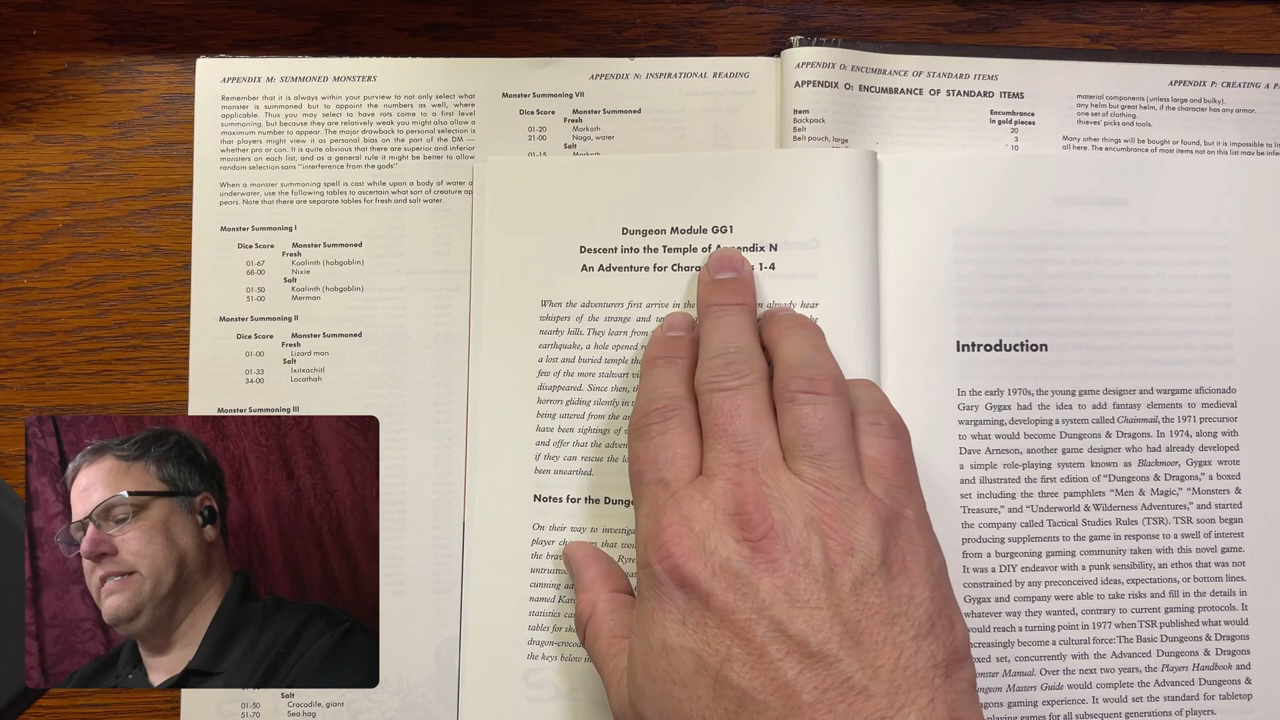 APPENDIX M: SUMMONED MONSTERS
APPENDIX N: INSPIRATIONAL READING
Remember that it is always within your purview to not only select what
monster is summoned but to appoint the numbers as well, where
applicable. Thus you may select to have rats come to a first level
summoning, but because they are relatively weak you might also allow a
maximum number to appear. The major drawback to personal selection is
that players might view it as personal bias on the part of the DM —
harm pro or con. It is quite obvious that there are superior and inferior
monsters on each list, and as a general rule it might be better to allow
random selection sans "interference from the gods"
When a monster summoning spell is cast while upon a body of water o
underwater, use the following tables to ascertain what sort of creature ap
pears. Note that there are separate tables for fresh and salt water.
Monster Summoning I
Dice Score Monster Summoned
Fresh
01-67 Koalinth (hobgoblin)
68-00 Nixie
Salt
01-50 Koalinth (hobgoblin)
51-00 Merman
Monster Summoning II
Dice Score Monster Summoned
Fresh
01-00 Lizard man
Salt
01-33 Ixitxachitl
34-00 Locathah
Monster Summoning III
Salt
01-50 Crocodile, giant
51-70 Sea hag
Monster Summoning VII
Dice Score Monster Summoned
Fresh
01-20 Morkoth
21-00 Naga, water
Salt
01-15 Morkoth
APPENDIX O: ENCUMBRANCE OF STANDARD ITEMS
APPENDIX P: CREATING A PA
APPENDIX O: ENCUMBRANCE OF STANDARD ITEMS
Item Encumbrance
in gold pieces
Backpack 20
Belt 3
Belt pouch, large 10
material components (unless large and bulky).
any helm but great helm, if the character has any armor.
one set of clothing.
thieves' picks and tools.
Many other things will be bought or found, but it is impossible to li
all here. The encumbrance of most items not on this list may be infe
Dungeon Module GG1
Descent into the Temple of Appendix N
An Adventure for Chara 1-4
When the adventurers first arrive in the already hear
whispers of the strange and
nearby hills. They learn from
earthquake, a hole opened
a lost and buried temple
few of the more stalwart
disappeared. Since then,
horrors gliding silently in
being uttered from the
have been sightings of
and offer that the adven
if they can rescue the
been unearthed.
Notes for the Dunge
On their way to investiga
player
the brav Ryre
untrustwo
cunning
named
statistics
tables for
dragon-croco
the keys below in
Introduction
In the early 1970s, the young game designer and wargame aficionado
Gary Gygax had the idea to add fantasy elements to medieval
wargaming, developing a system called Chainmail, the 1971 precursor
to what would become Dungeons & Dragons. In 1974, along with
Dave Arneson, another game designer who had already developed
a simple role-playing system known as Blackmoor, Gygax wrote
and illustrated the first edition of "Dungeons & Dragons," a boxed
set including the three pamphlets "Men & Magic," "Monsters &
Treasure," and "Underworld & Wilderness Adventures," and started
the company called Tactical Studies Rules (TSR). TSR soon began
producing supplements to the game in response to a swell of interest
from a burgeoning gaming community taken with this novel game.
It was a DIY endeavor with a punk sensibility, an ethos that was not
constrained by any preconceived ideas, expectations, or bottom lines.
Gygax and company were able to take risks and fill in the details in
whatever way they wanted, contrary to current gaming protocols. It
would reach a turning point in 1977 when TSR published what would
increasingly become a cultural force: The Basic Dungeons & Dragons
oxed set, concurrently with the Advanced Dungeons & Dragons
onster Manual. Over the next two years, the Players Handbook and
ungeon Masters Guide would complete the Advanced Dungeons &
agons gaming experience. It would set the standard for tabletop
-playing games for all subsequent generations of players.